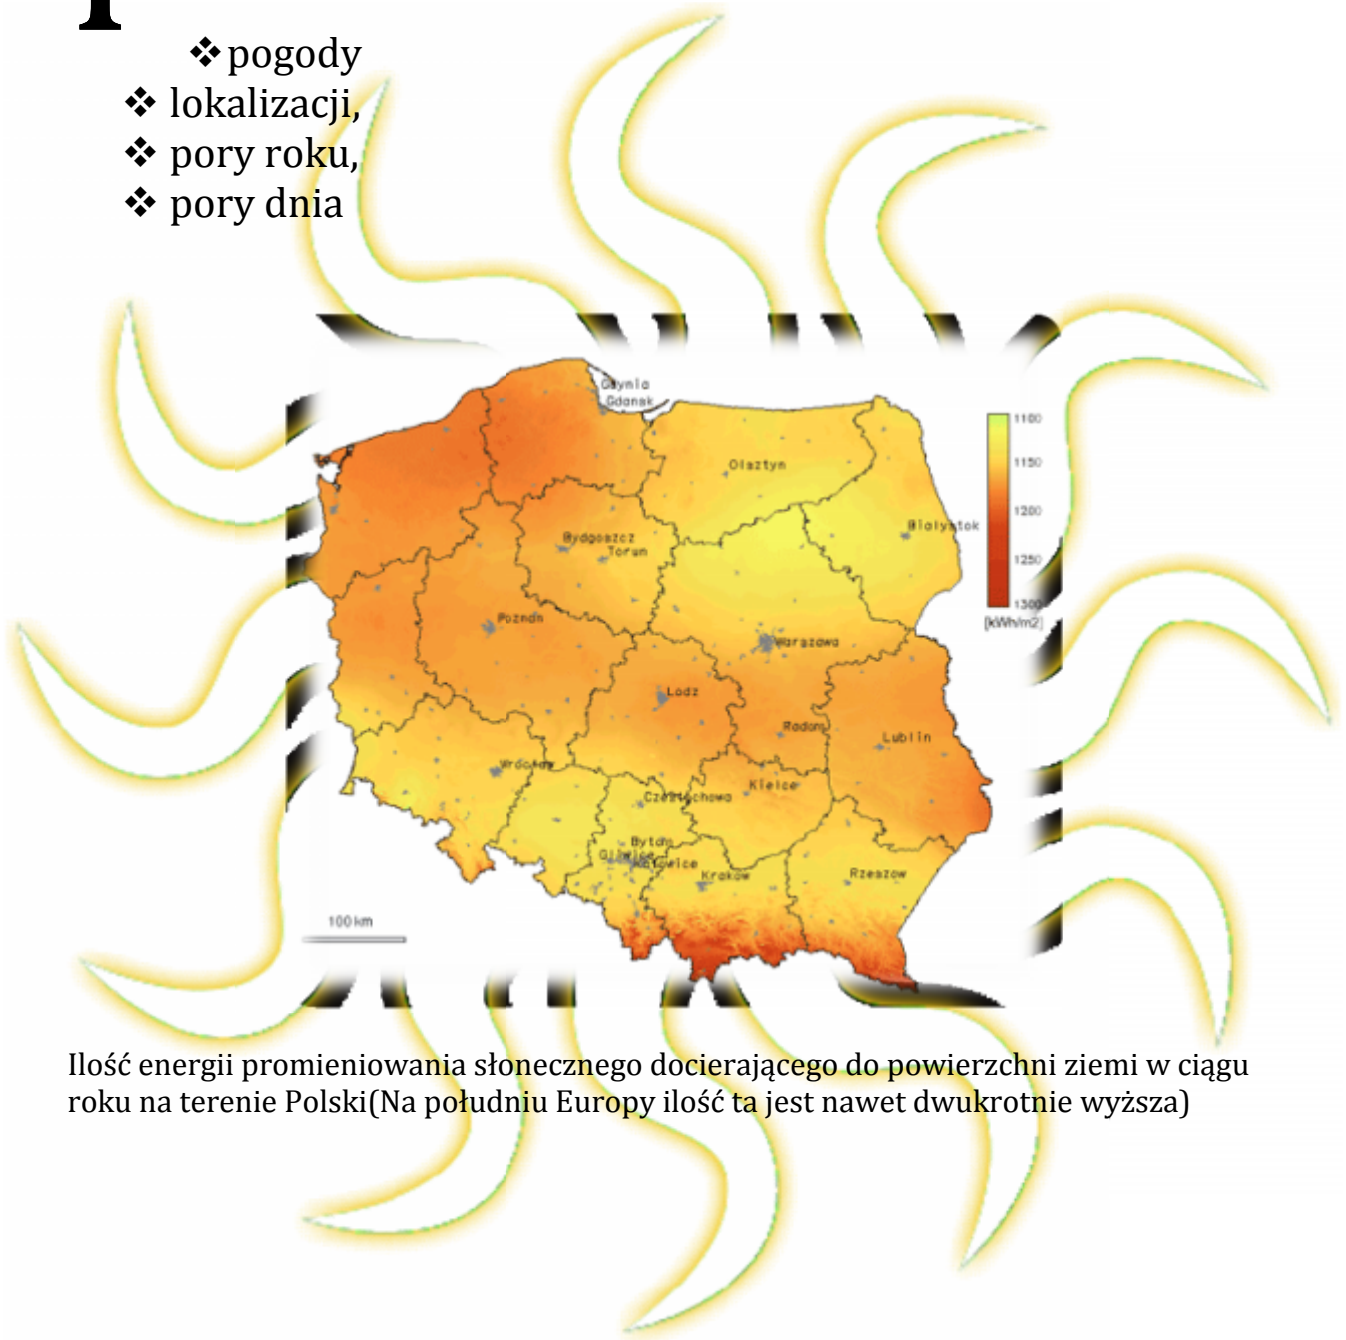 ❖ pogody
❖ lokalizacji,
❖ pory roku,
❖ pory dnia
Gdynia
Gdansk
Olsztyn
Bialystok
Bydgoszcz
Torun
Poznan
Warszawa
Lodz
Radom
Lublin
Wroclaw
Kielce
Czestochowa
Bytom
Gliwice
Katowice
Krakow
Rzeszow
1100
1150
1200
1250
1300
[kWh/m2]
100 km
Ilość energii promieniowania słonecznego docierającego do powierzchni ziemi w ciągu
roku na terenie Polski(Na południu Europy ilość ta jest nawet dwukrotnie wyższa)